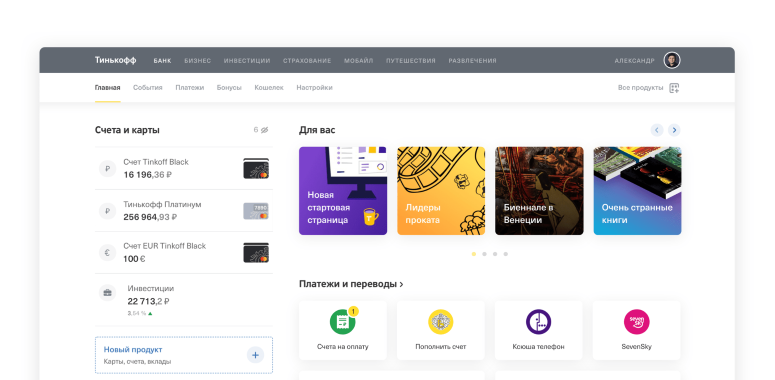 Тинькофф БАНК БИЗНЕС ИНВЕСТИЦИИ СТРАХОВАНИЕ МОБАЙЛ ПУТЕШЕСТВИЯ РАЗВЛЕЧЕНИЯ АЛЕКСАНДР
Главная События Платежи Бонусы Кошелек Настройки Все продукты
Счета и карты 6
₽ Счет Tinkoff Black
16 196,36 ₽
₽ Тинькофф Платинум
256 964,93 ₽
7890
€ Счет EUR Tinkoff Black
100 €
Инвестиции
22 713,2 ₽
Новый продукт
Карты, счета, вклады
Для вас
Новая
стартовая
страница
Лидеры
проката
Биеннале в
Венеции
Очень странные
книги
Платежи и переводы
1
Счета на оплату
Пополнить счет
Ксюша телефон
seven
sky
SevenSky